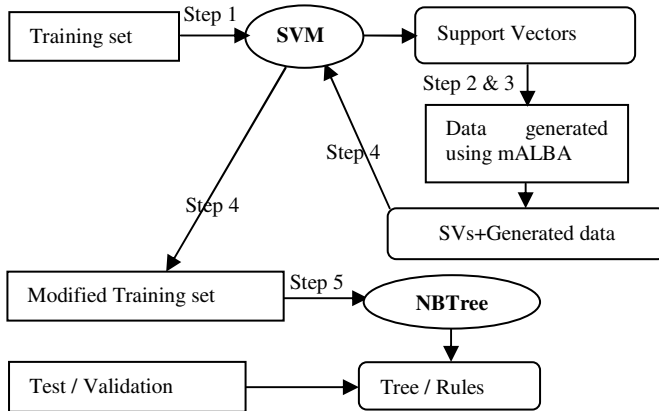 Step 1
Training set
SVM
Support Vectors
Step 2 & 3
Data generated
using mALBA
Step 4
Step 4
SVs+Generated data
Modified Training set
Step 5
NBTree
Test / Validation
Tree / Rules